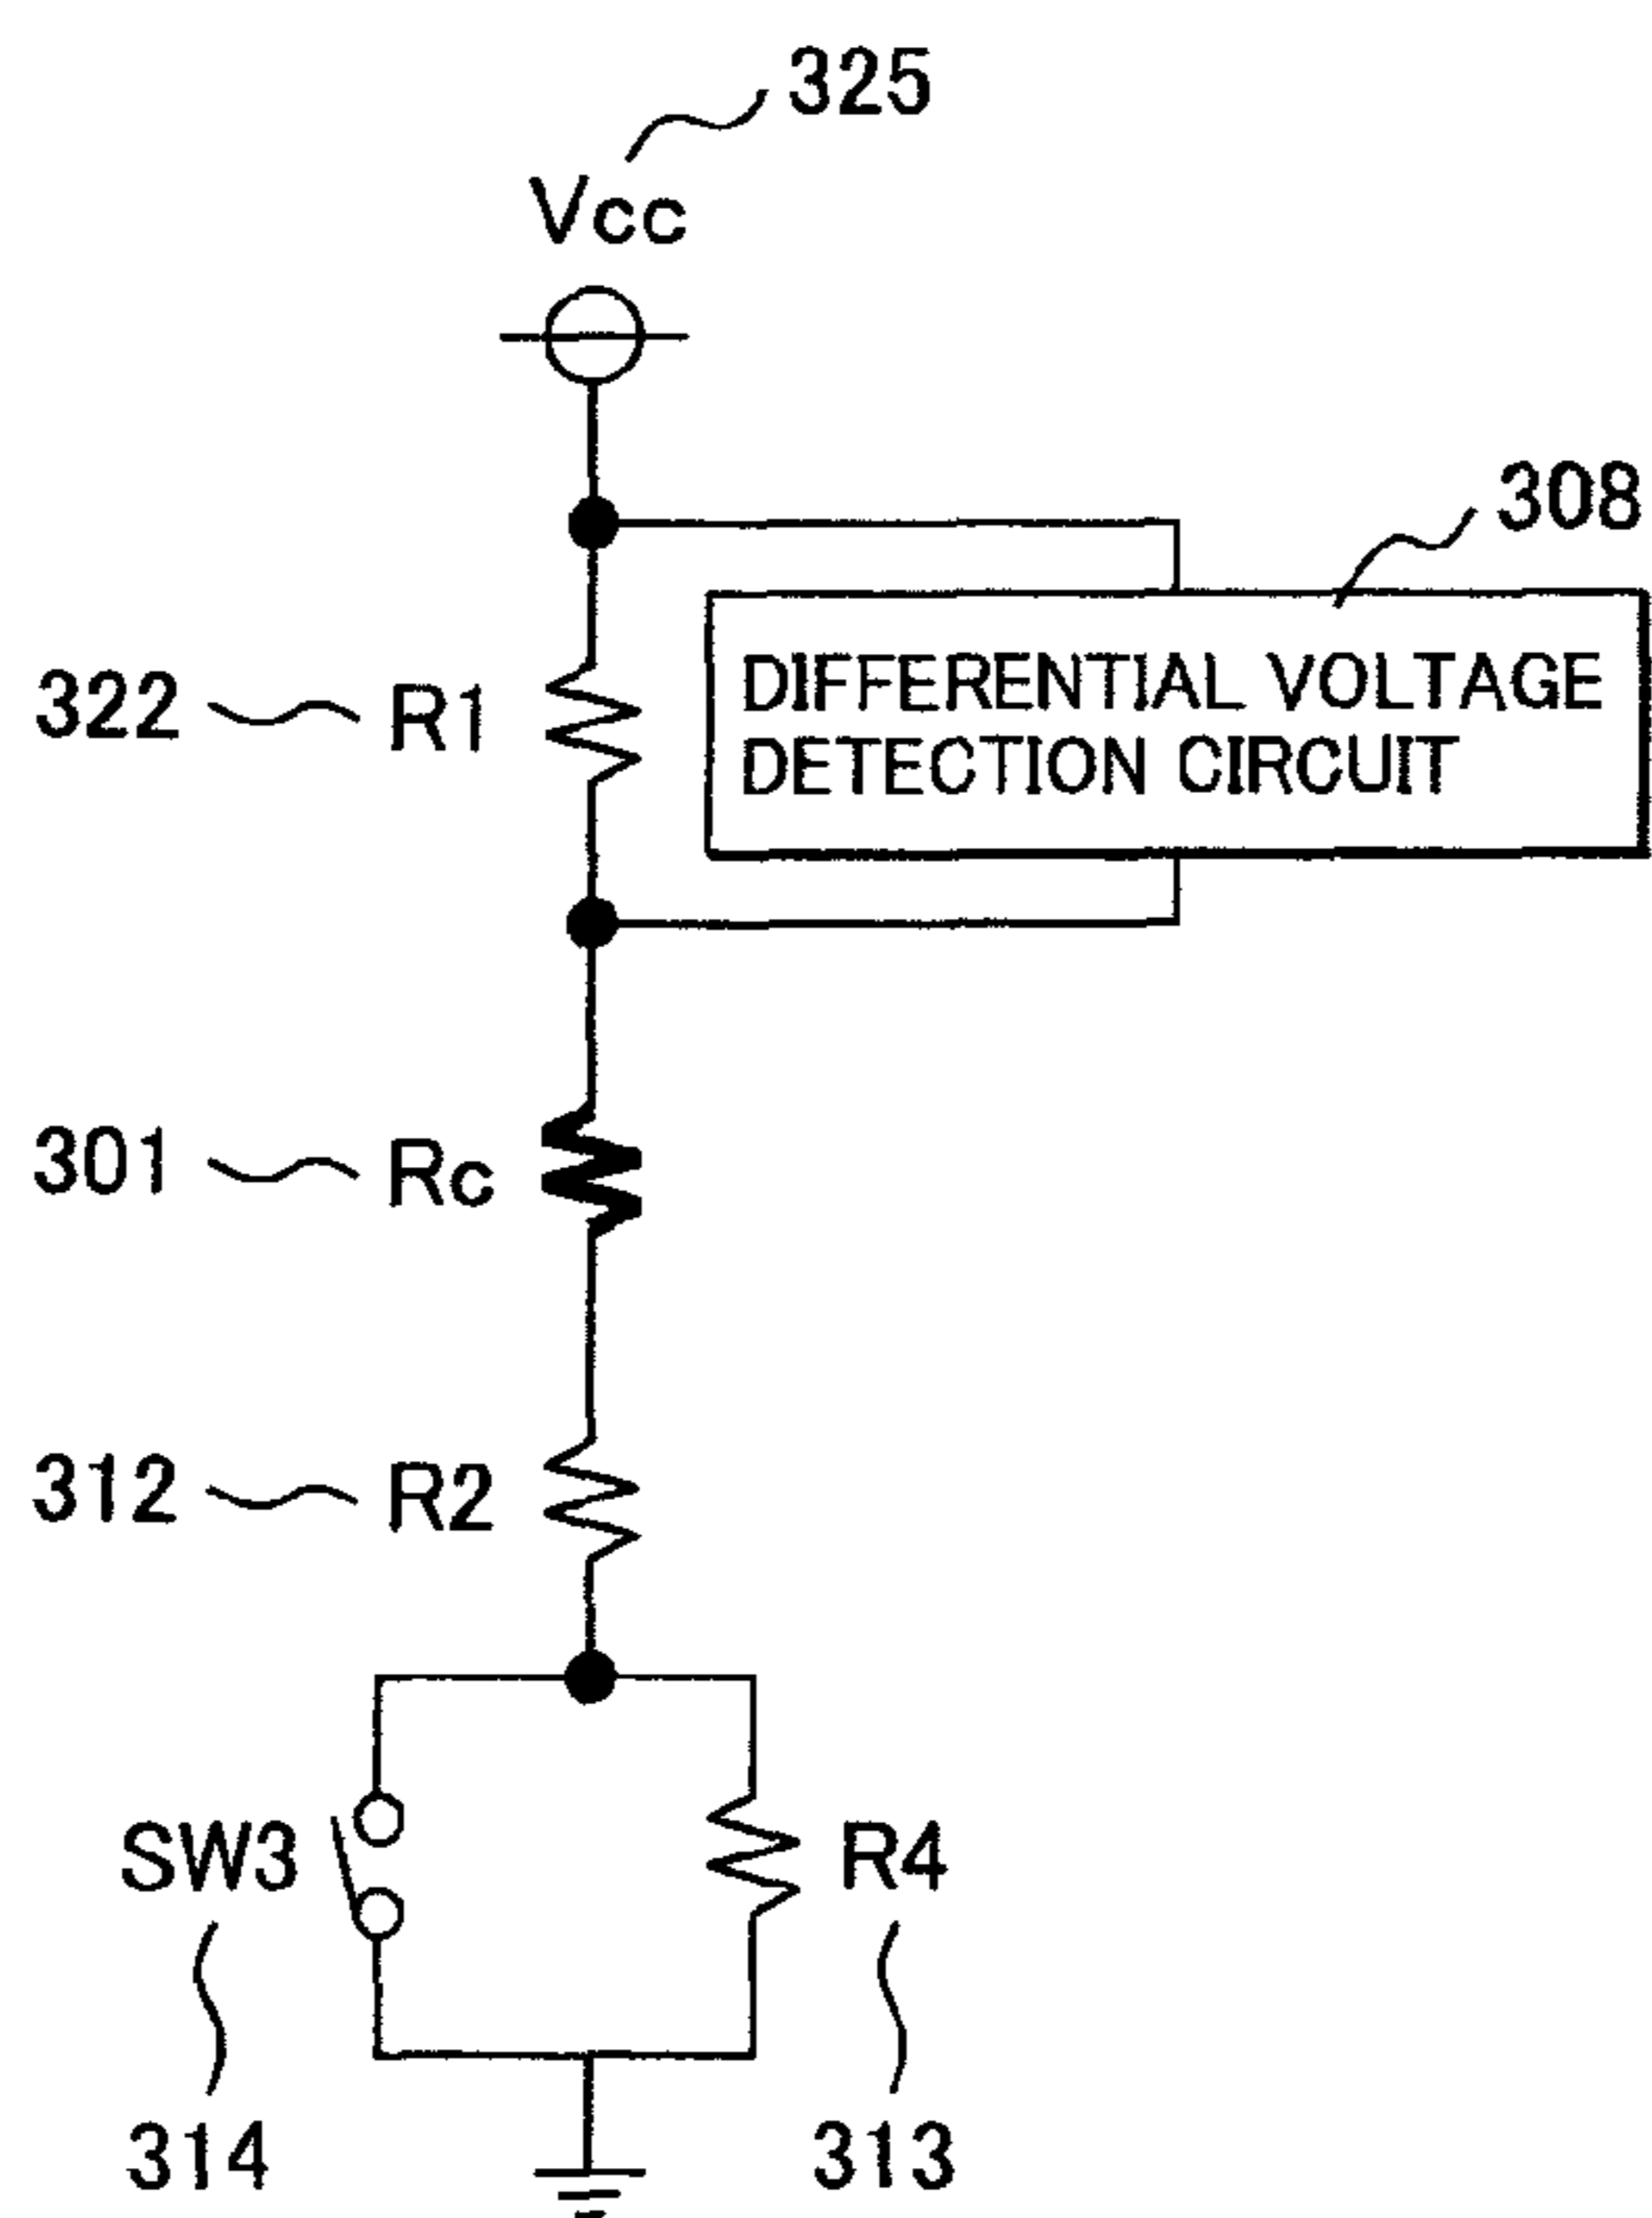 325
Vcc
308
DIFFERENTIAL VOLTAGE
DETECTION CIRCUIT
322 R1
301 Rc
312 R2
SW3 R4
314 313